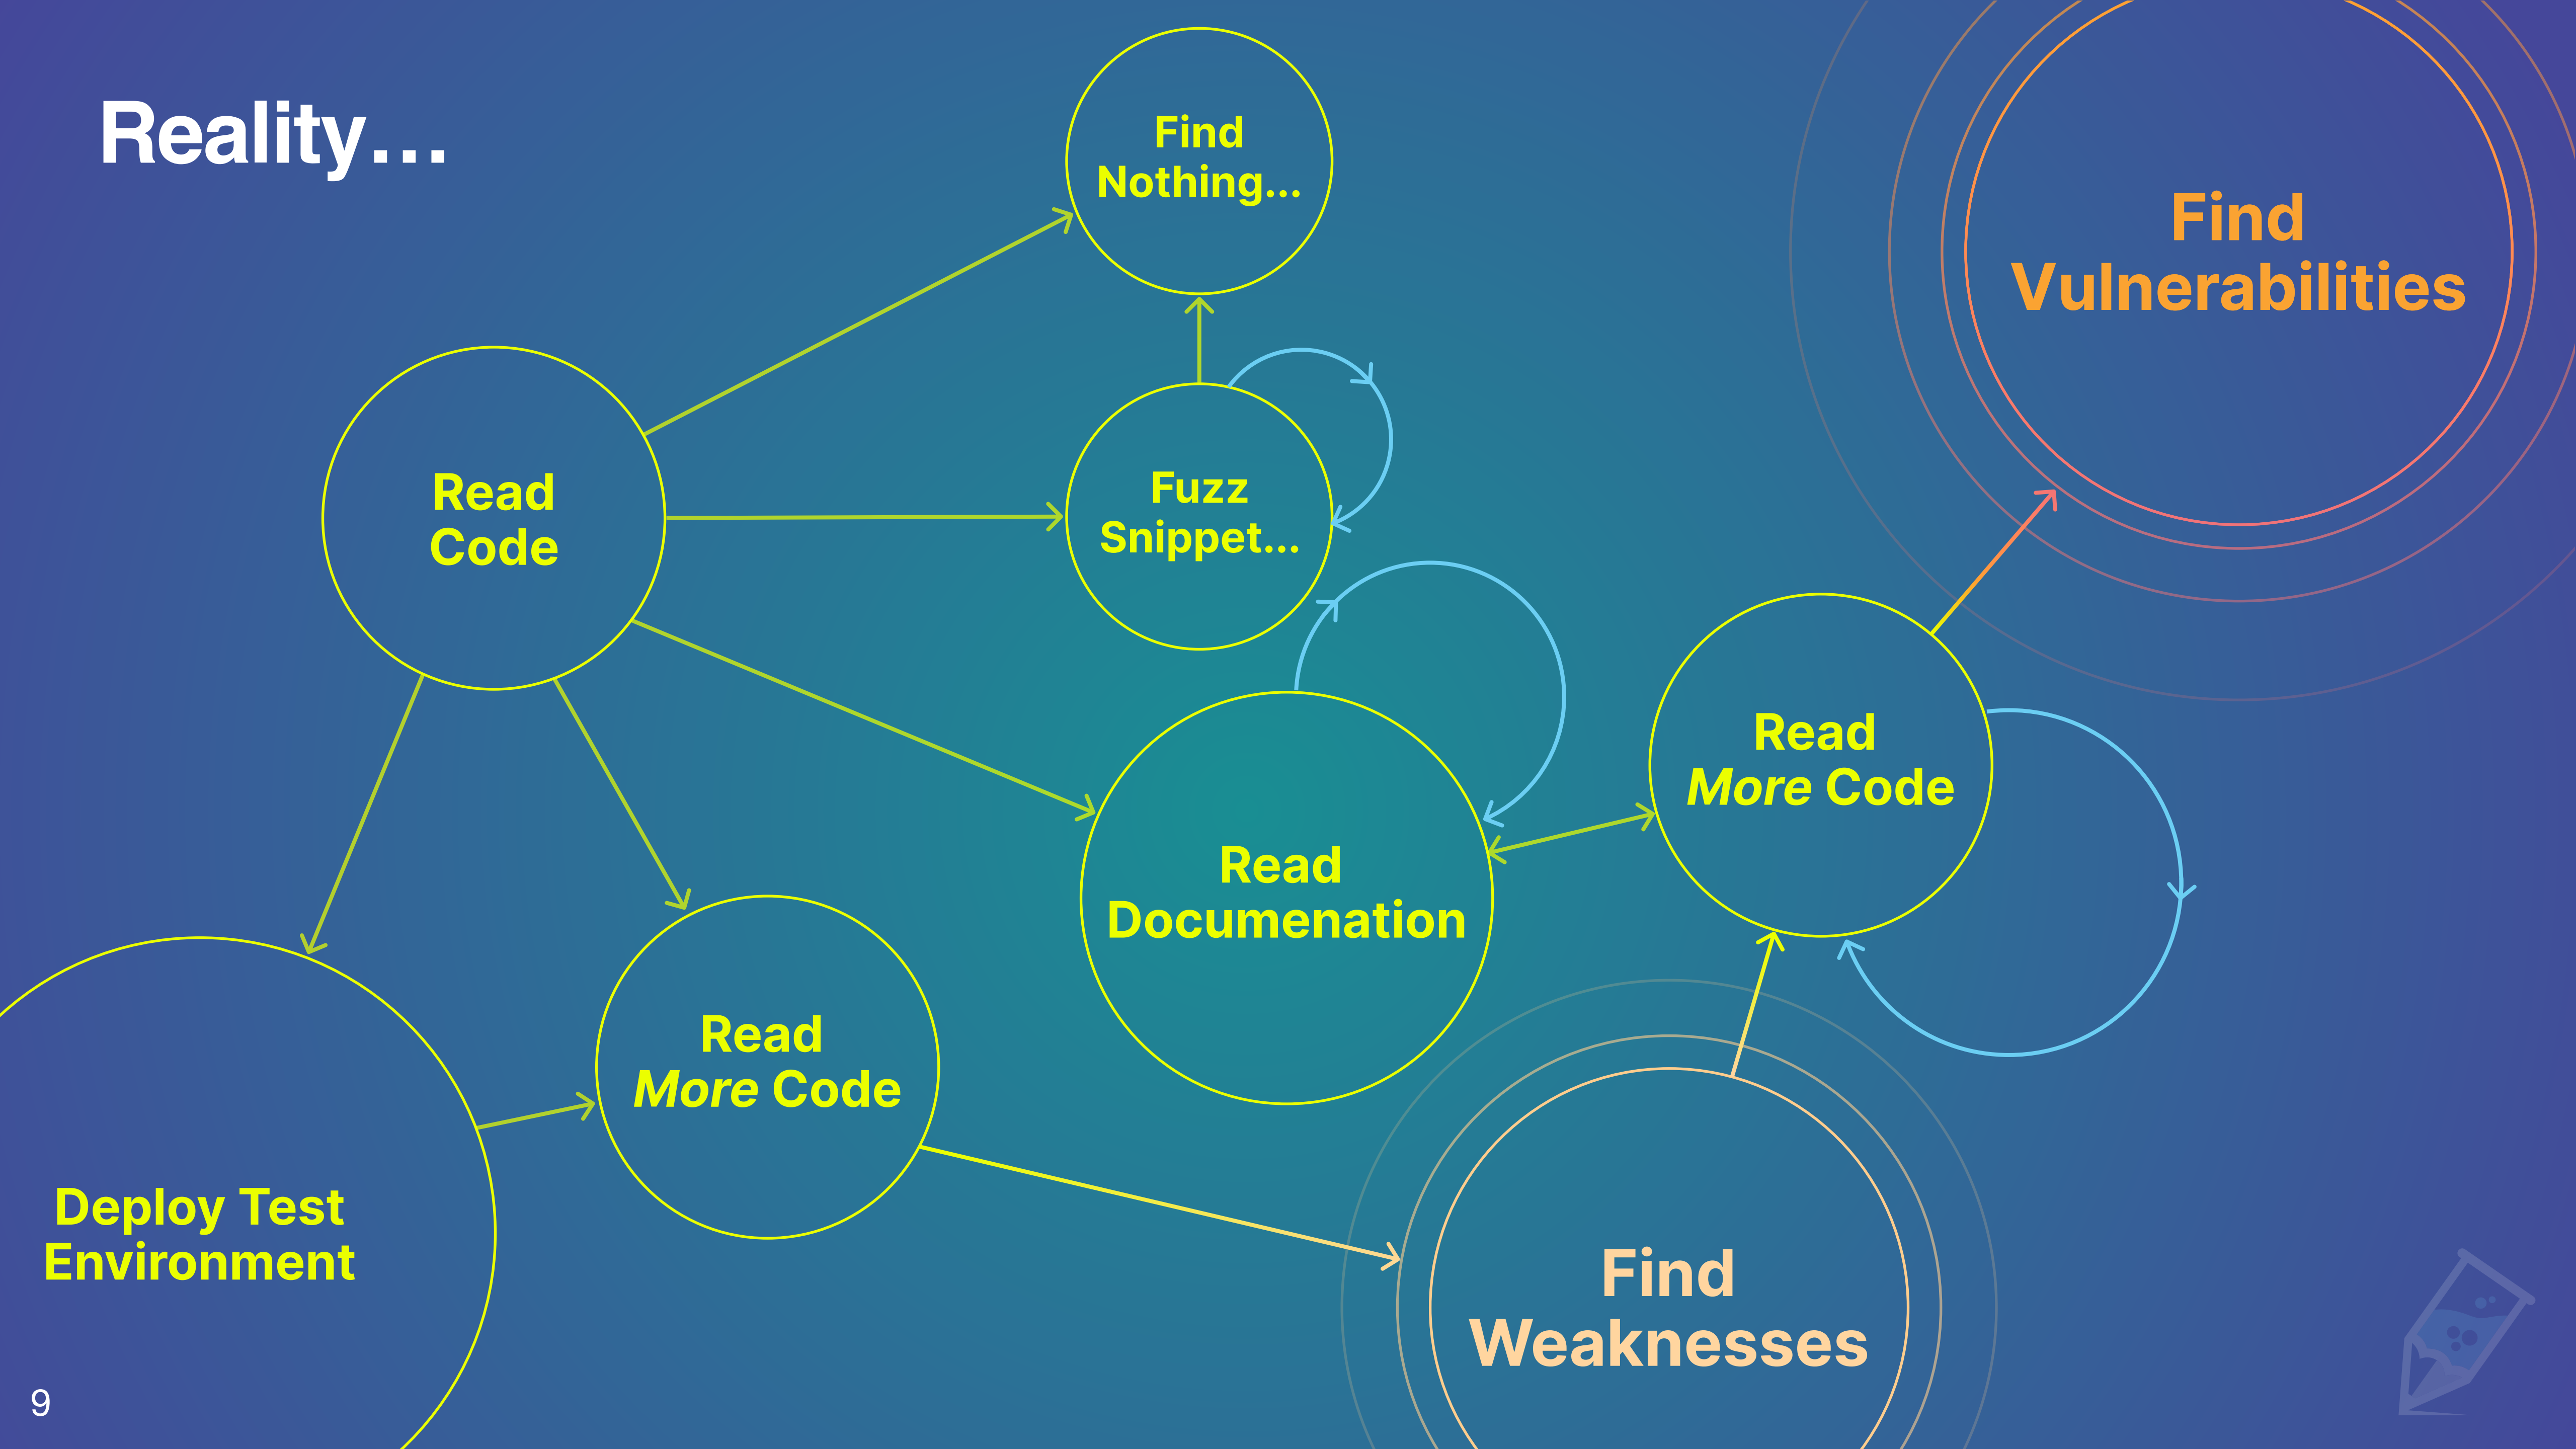 Reality...
Find
Nothing...
Find
Vulnerabilities
Read
Code
Fuzz
Snippet...
Read
More Code
Read
Documenation
Read
More Code
Deploy Test
Environment
Find
Weaknesses
9